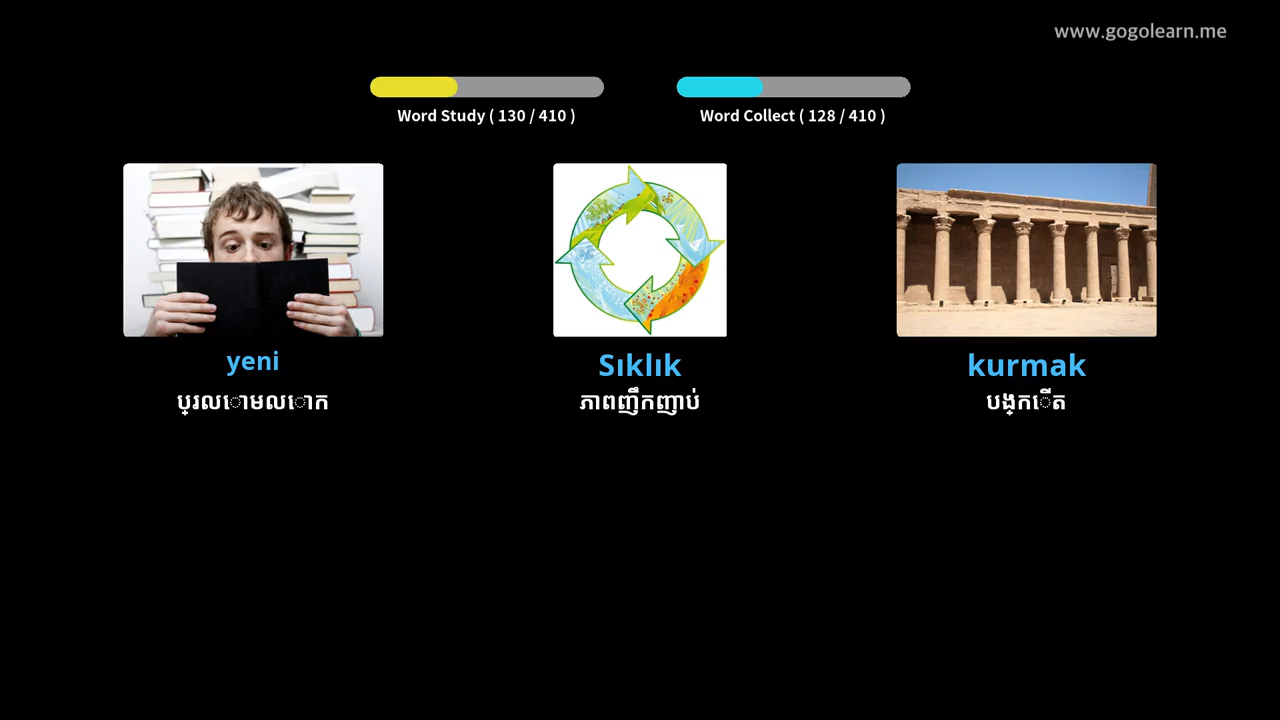 www.gogolearn.me
Word Study ( 130 / 410 )
Word Collect ( 128 / 410 )
yeni
ប្រលោមលោក
Sıklık
ភាពញឹកញាប់
kurmak
បង្កើត